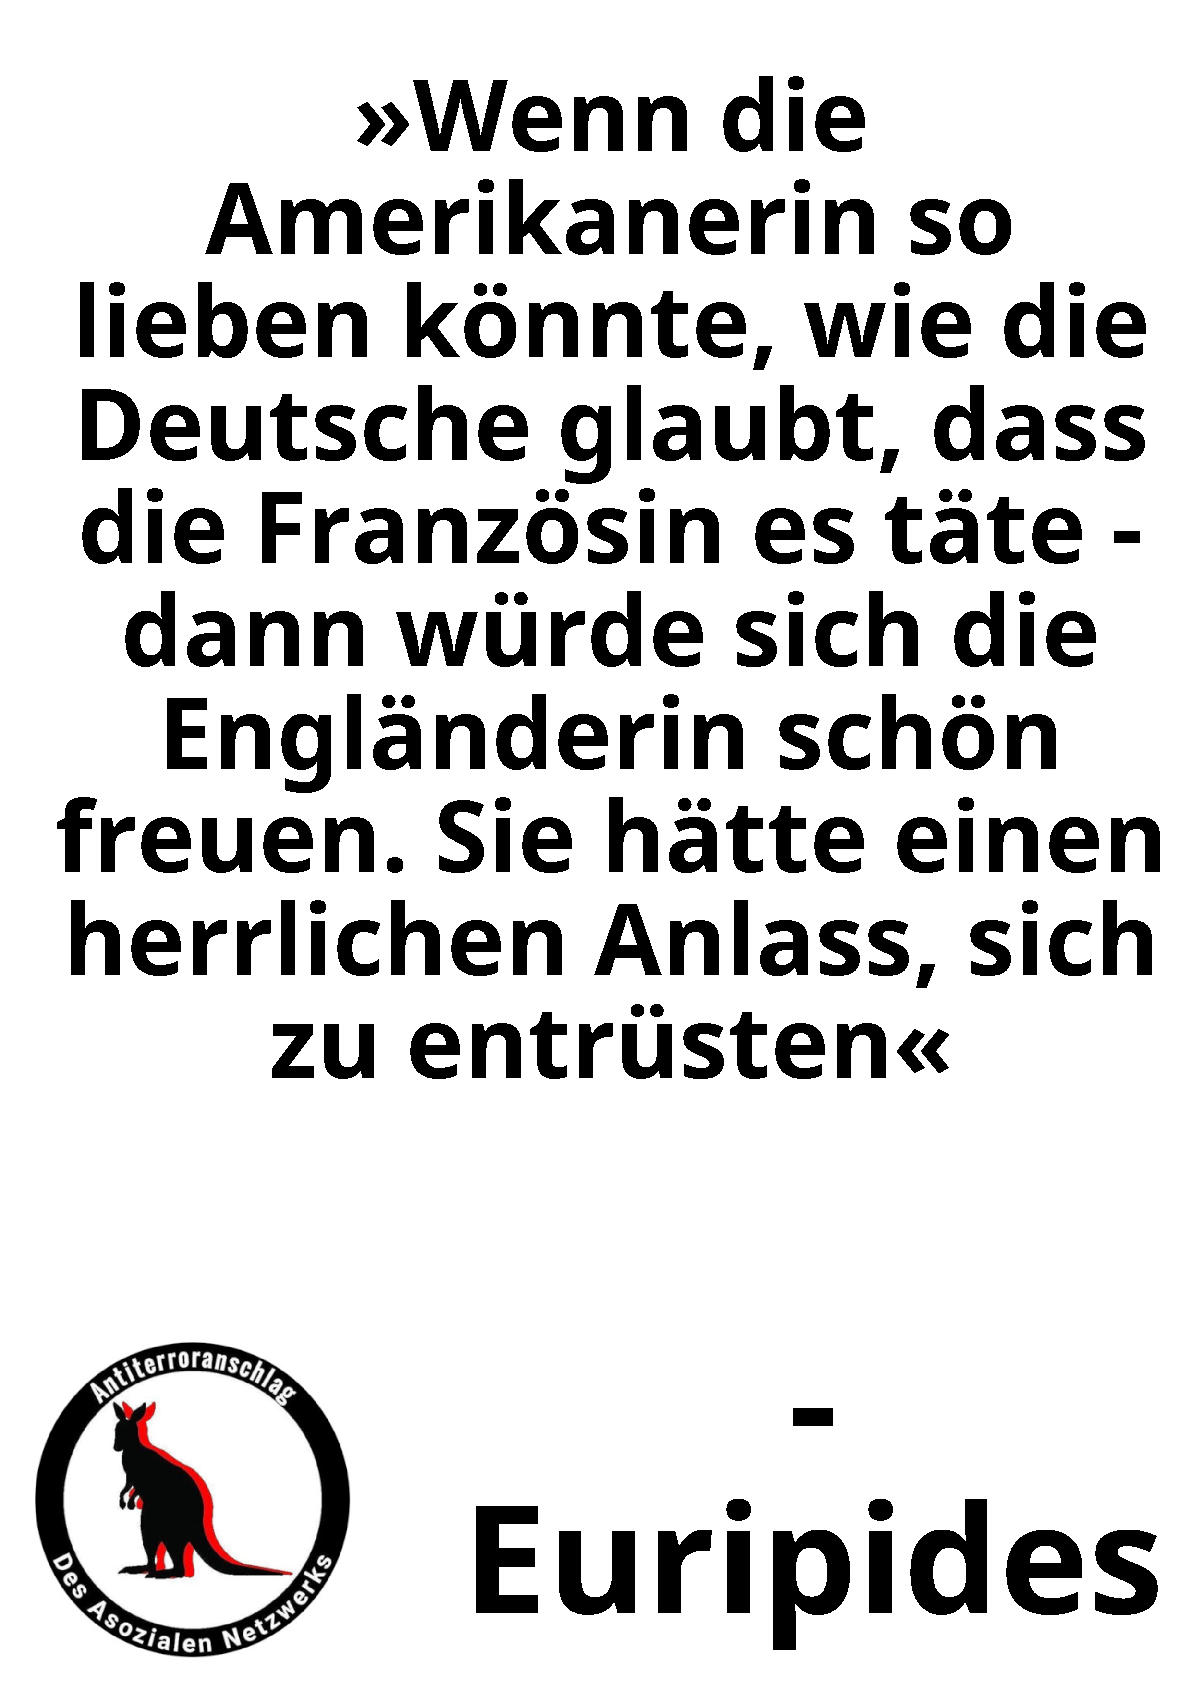 »Wenn die
Amerikanerin so
lieben könnte, wie die
Deutsche glaubt, dass
die Französin es täte -
dann würde sich die
Engländerin schön
freuen. Sie hätte einen
herrlichen Anlass, sich
zu entrüsten«
Antiterroranschlag
Des Asozialen Netzwerks
-
Euripides